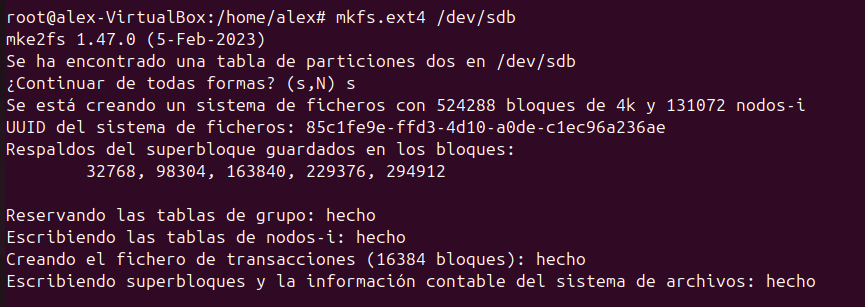 root@alex-VirtualBox:/home/alex# mkfs.ext4 /dev/sdb
mke2fs 1.47.0 (5-Feb-2023)
Se ha encontrado una tabla de particiones dos en /dev/sdb
¿Continuar de todas formas? (s,N) s
Se está creando un sistema de ficheros con 524288 bloques de 4k y 131072 nodos-i
UUID del sistema de ficheros: 85c1fe9e-ffd3-4d10-a0de-c1ec96a236ae
Respaldos del superbloque guardados en los bloques:
        32768, 98304, 163840, 229376, 294912

Reservando las tablas de grupo: hecho
Escribiendo las tablas de nodos-i: hecho
Creando el fichero de transacciones (16384 bloques): hecho
Escribiendo superbloques y la información contable del sistema de archivos: hecho